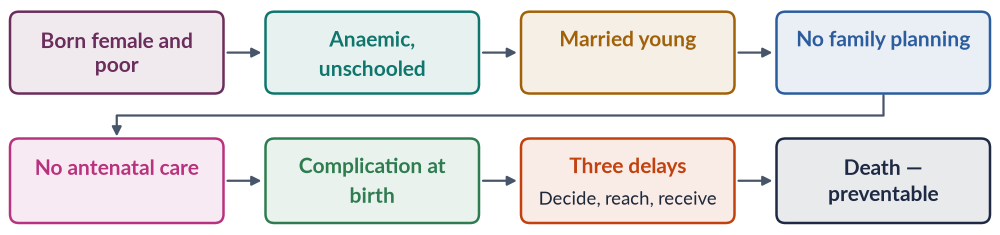 Born female and
poor
Anaemic,
unschooled
Married young
No family planning
No antenatal care
Complication at
birth
Three delays
Decide, reach, receive
Death —
preventable